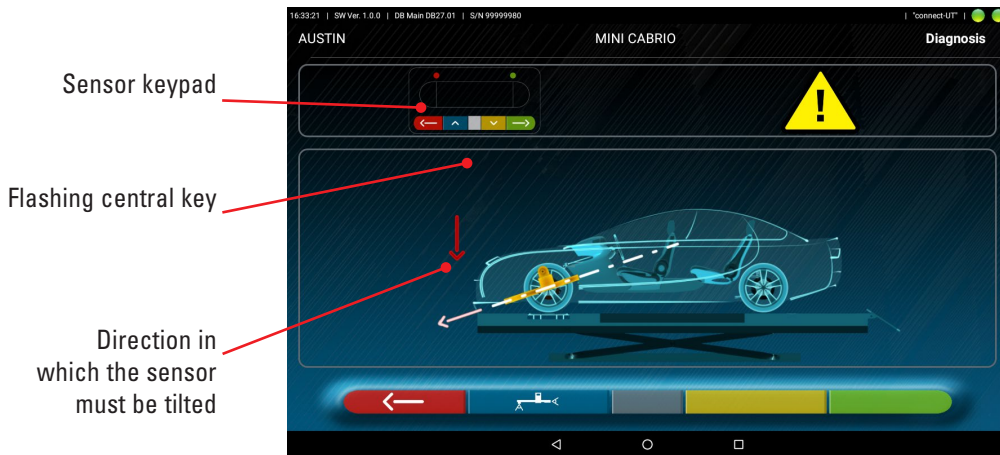 16:33:21 | SW Ver. 1.0.0 | DB Main DB27.01 | S/N 99999980 | "connect-UT" |
AUSTIN MINI CABRIO Diagnosis
Sensor keypad
Flashing central key
Direction in
which the sensor
must be tilted